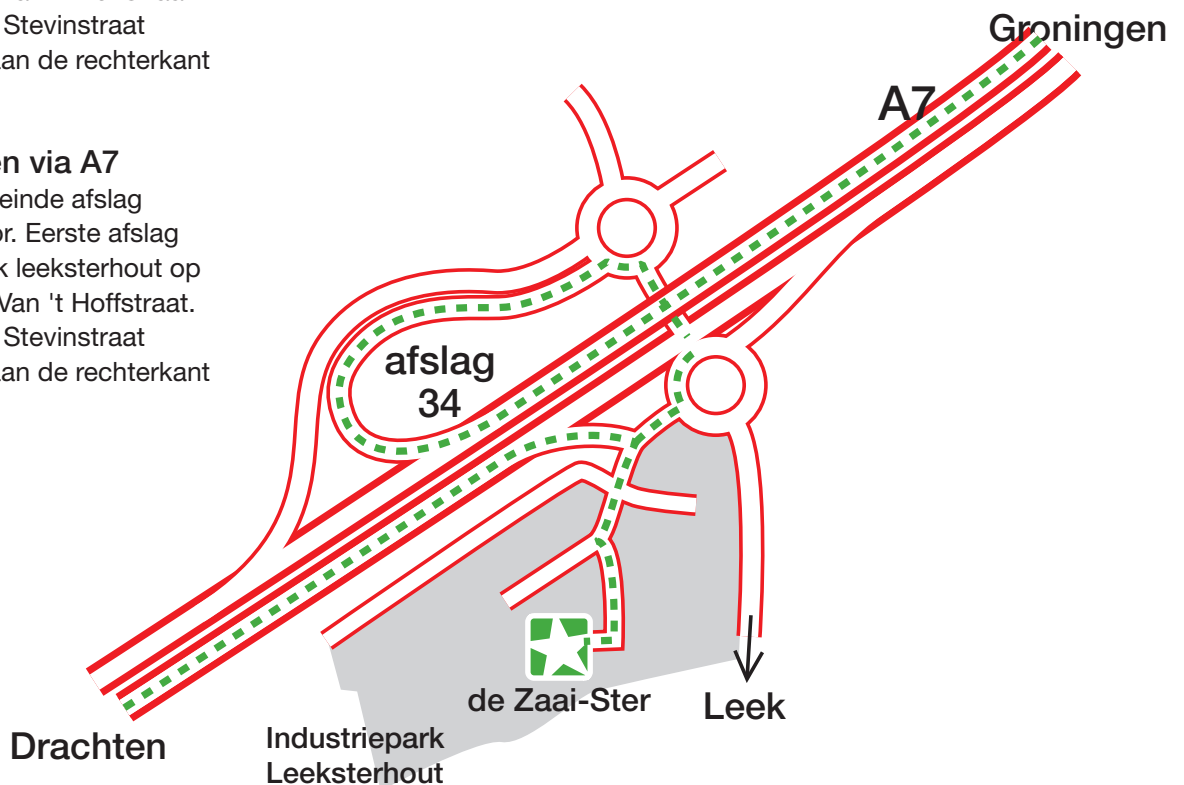 Stevinstraat
an de rechterkant
n via A7
einde afslag
r. Eerste afslag
k leeksterhout op
Van 't Hoffstraat.
Stevinstraat
an de rechterkant
Groningen
A7
afslag
34
de Zaai-Ster
Leek
Drachten
Industriepark
Leeksterhout